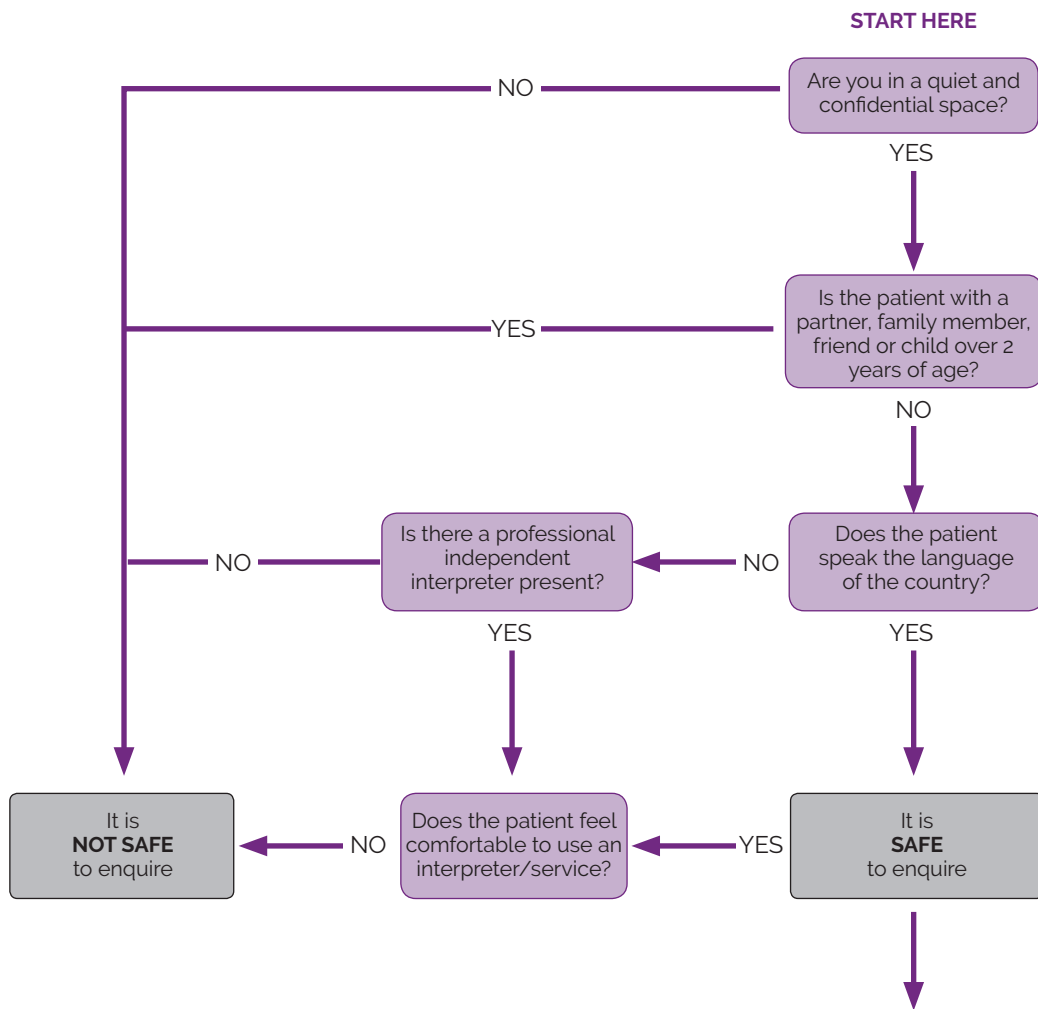 START HERE
Are you in a quiet and
confidential space?
NO
YES
Is the patient with a
partner, family member,
friend or child over 2
years of age?
YES
NO
Does the patient
speak the language
of the country?
NO
Is there a professional
independent
interpreter present?
NO
YES
YES
It is
NOT SAFE
to enquire
NO
Does the patient feel
comfortable to use an
interpreter/service?
YES
It is
SAFE
to enquire